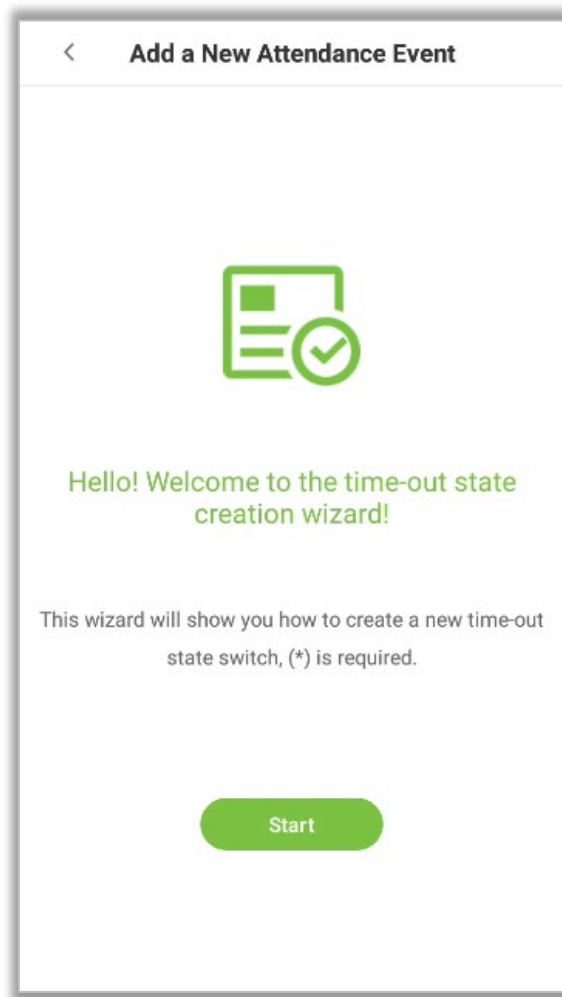 Add a New Attendance Event
Hello! Welcome to the time-out state
creation wizard!
This wizard will show you how to create a new time-out
state switch, (*) is required.
Start